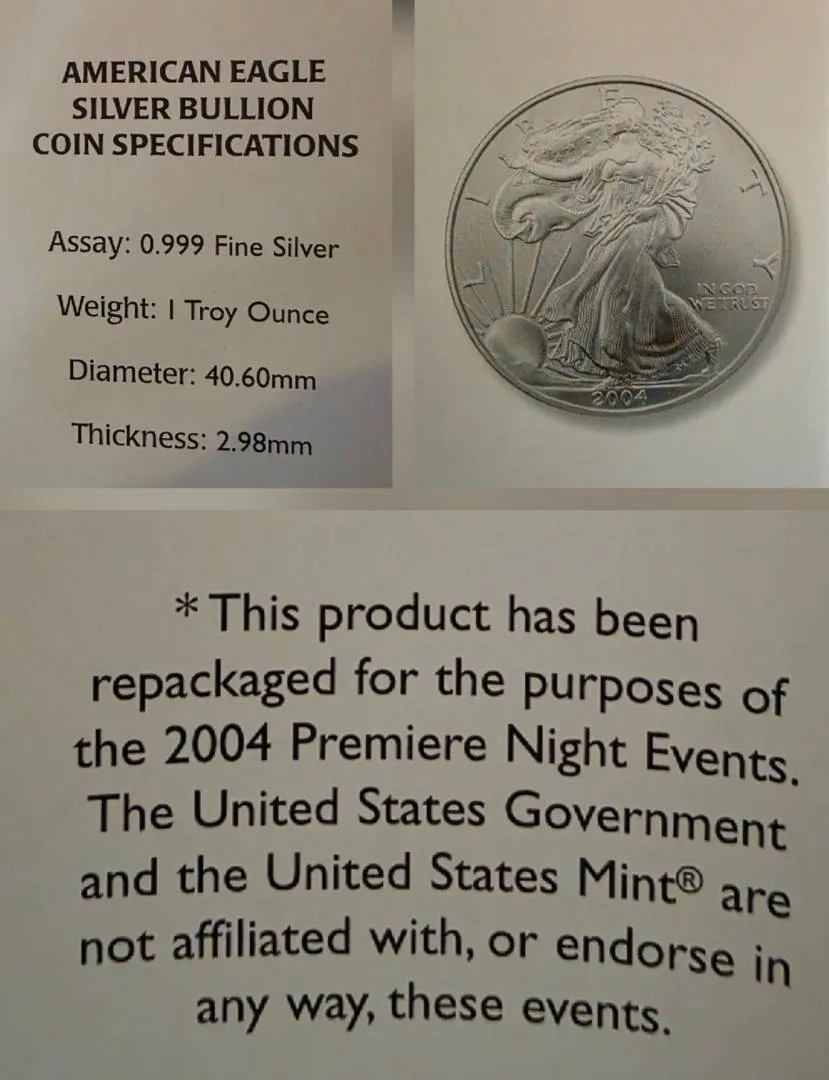 AMERICAN EAGLE
SILVER BULLION
COIN SPECIFICATIONS
Assay: 0.999 Fine Silver
Weight: 1 Troy Ounce
Diameter: 40.60mm
Thickness: 2.98mm
LIBERTY
IN GOD
WE TRUST
2004
*This product has been
repackaged for the purposes of
the 2004 Premiere Night Events.
The United States Government
and the United States Mint® are
not affiliated with, or endorse in
any way, these events.